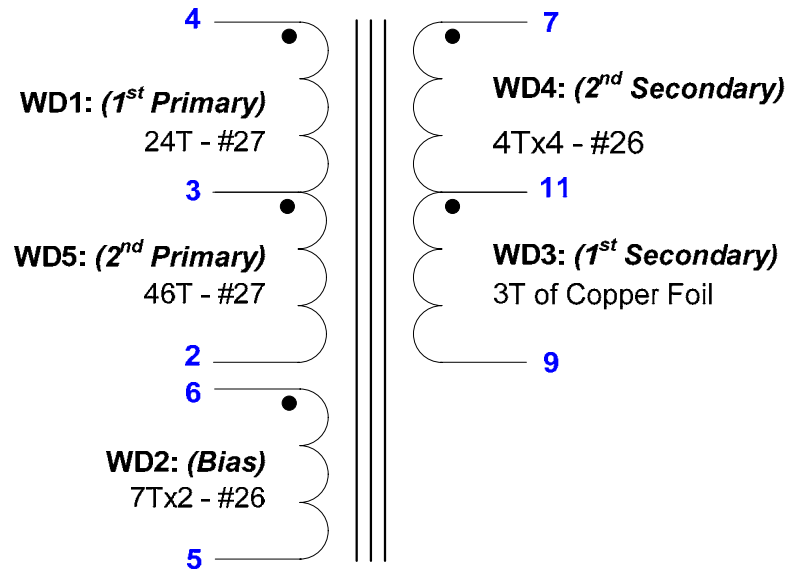 4
WD1: (1st Primary)
24T - #27
3
WD5: (2nd Primary)
46T - #27
2
6
WD2: (Bias)
7Tx2 - #26
5
7
WD4: (2nd Secondary)
4Tx4 - #26
11
WD3: (1st Secondary)
3T of Copper Foil
9